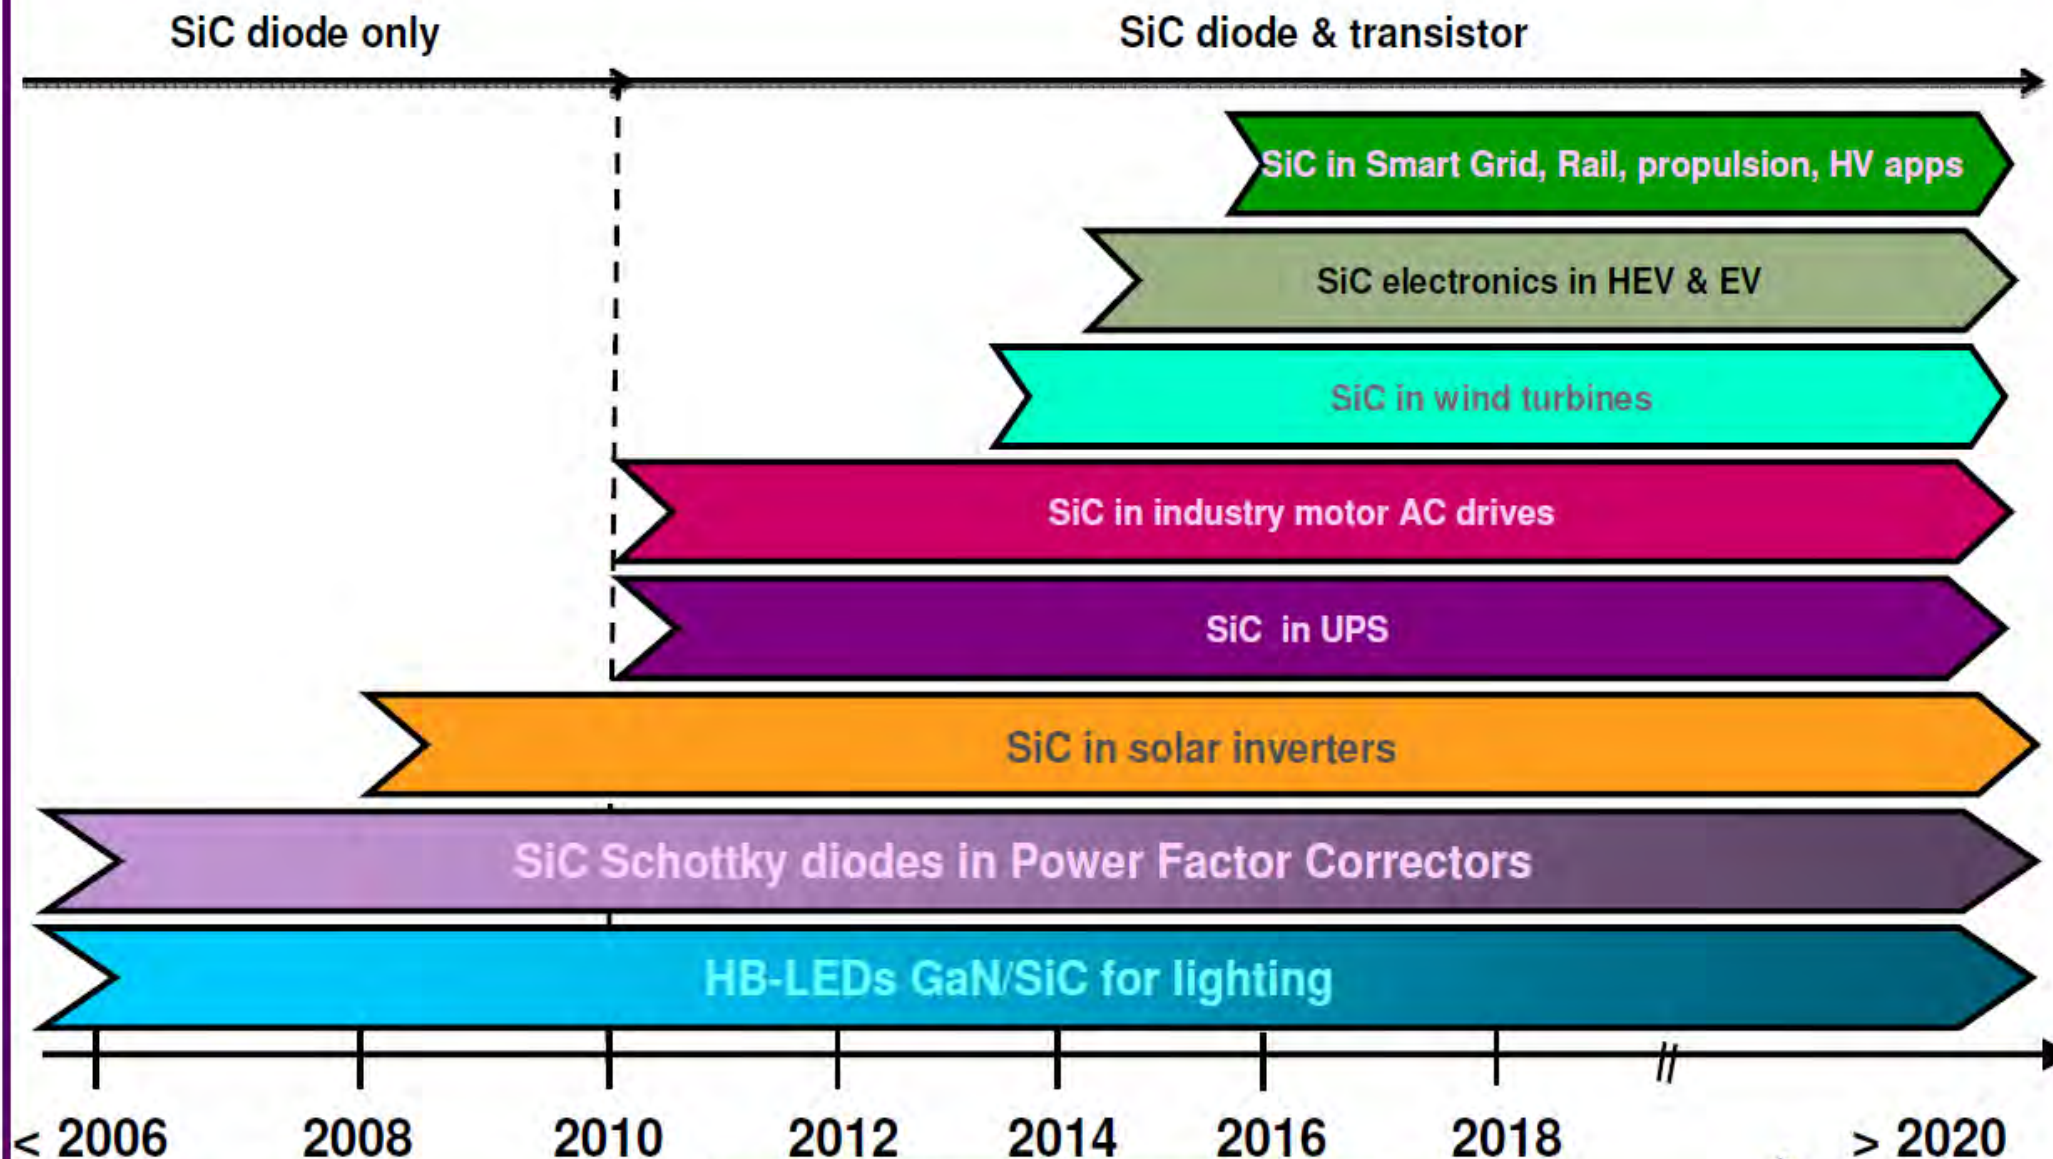 SiC diode only
SiC diode & transistor
SiC in Smart Grid, Rail, propulsion, HV apps
SiC electronics in HEV & EV
SiC in wind turbines
SiC in industry motor AC drives
SiC in UPS
SiC in solar inverters
SiC Schottky diodes in Power Factor Correctors
HB-LEDs GaN/SiC for lighting
< 2006 2008 2010 2012 2014 2016 2018 > 2020